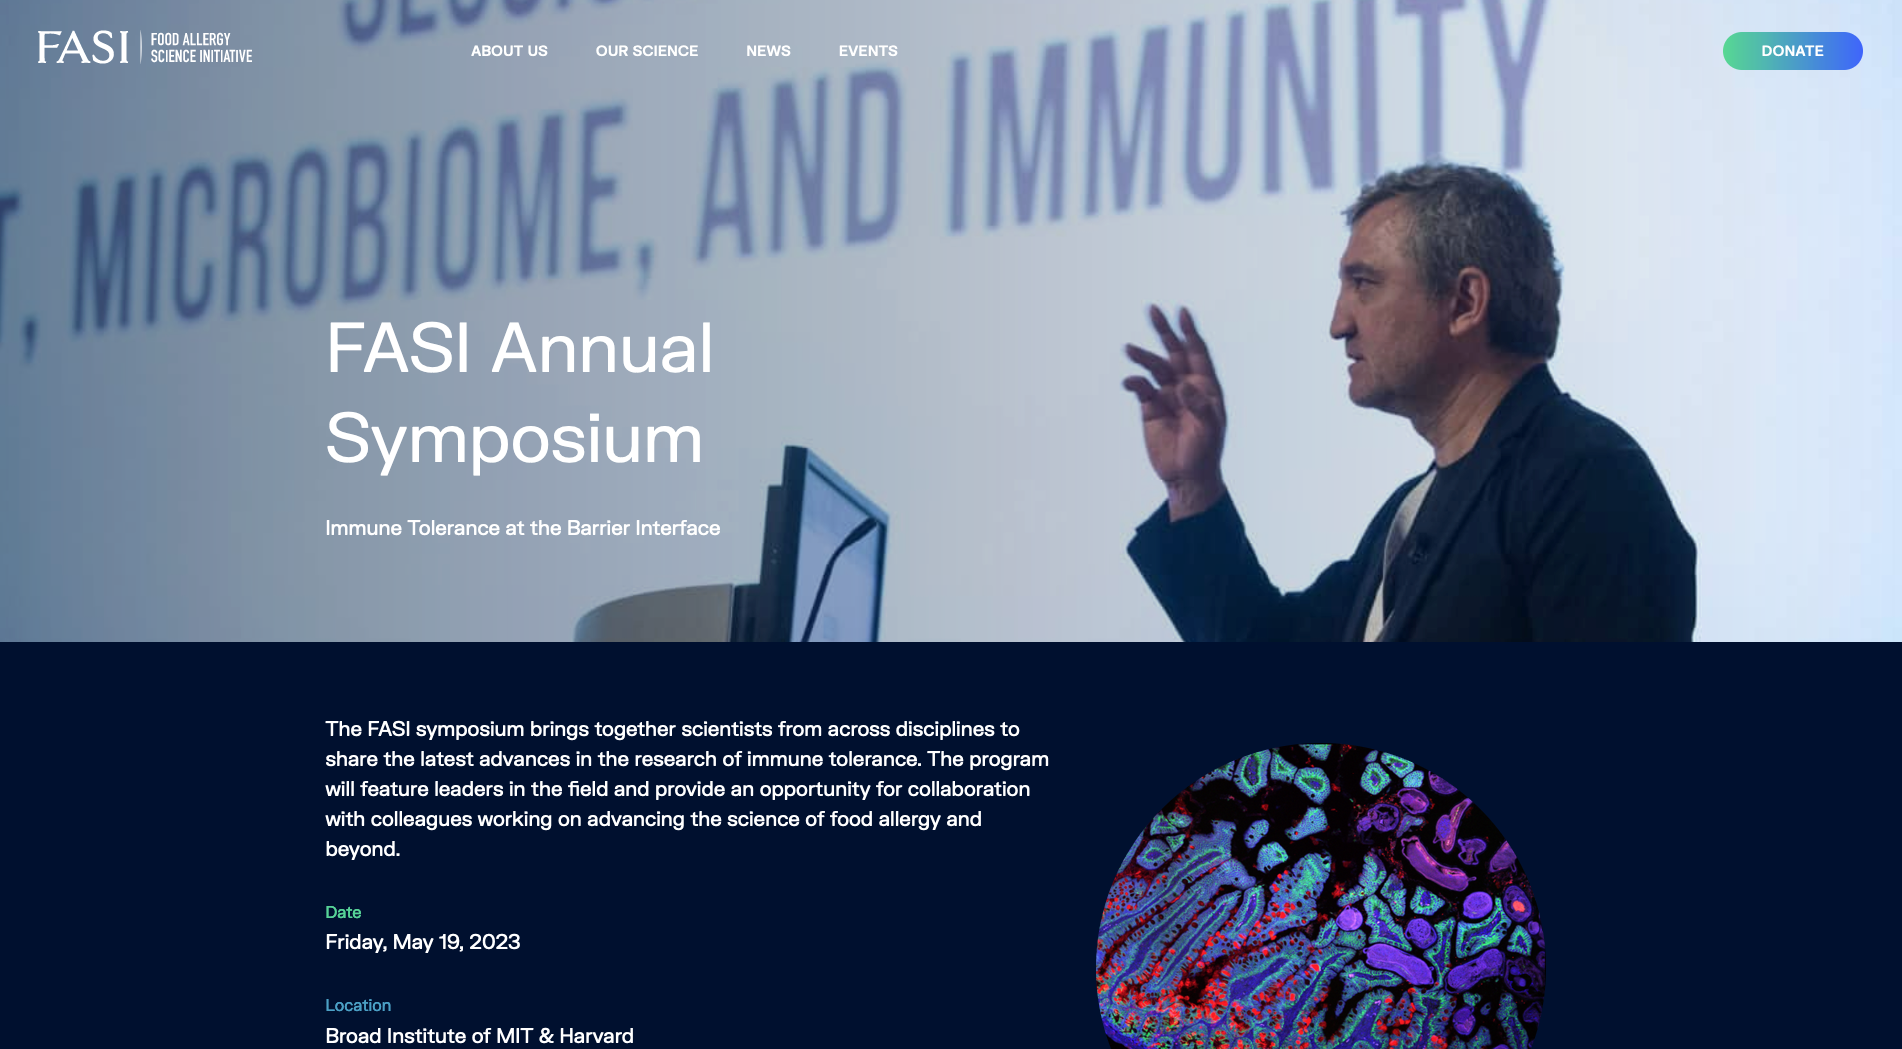 FASI
FOOD ALLERGY
SCIENCE INITIATIVE
ABOUT US
OUR SCIENCE
NEWS
EVENTS
DONATE
MICROBIOME, AND IMMUNITY
FASI Annual
Symposium
Immune Tolerance at the Barrier Interface
The FASI symposium brings together scientists from across disciplines to
share the latest advances in the research of immune tolerance. The program
will feature leaders in the field and provide an opportunity for collaboration
with colleagues working on advancing the science of food allergy and
beyond.
Date
Friday, May 19, 2023
Location
Broad Institute of MIT & Harvard